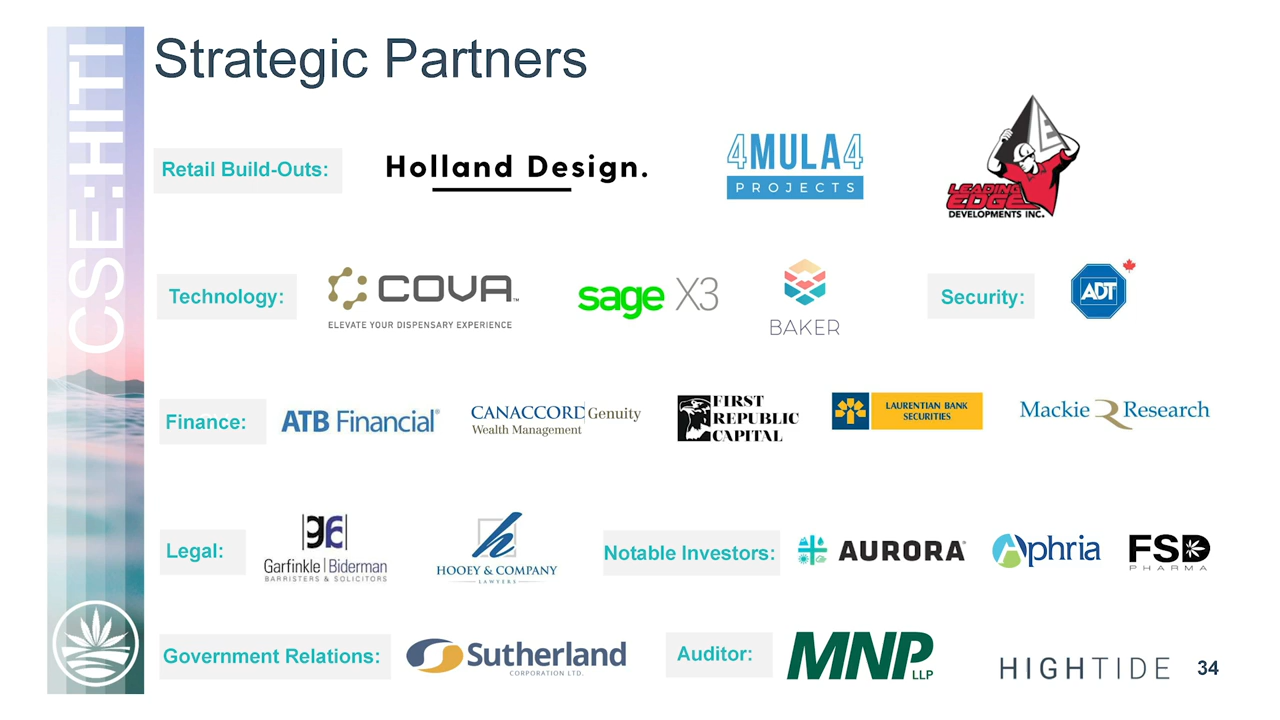 CSE:HITI
Strategic Partners
Retail Build-Outs:
Holland Design.
4MULA4
PROJECTS
LE
LEADING
EDGE
DEVELOPMENTS INC.
Technology:
COVA™
ELEVATE YOUR DISPENSARY EXPERIENCE
sage X3
BAKER
Security:
ADT
Finance:
ATB Financial®
CANACCORD Genuity
Wealth Management
FIRST
REPUBLIC
CAPITAL
LAURENTIAN BANK
SECURITIES
Mackie Research
Legal:
Garfinkle | Biderman
BARRISTERS & SOLICITORS
h
HOOEY & COMPANY
LAWYERS
Notable Investors:
AURORA
Aphria
FSD
PHARMA
Government Relations:
Sutherland
CORPORATION LTD.
Auditor:
MNP
LLP
HIGHTIDE
34